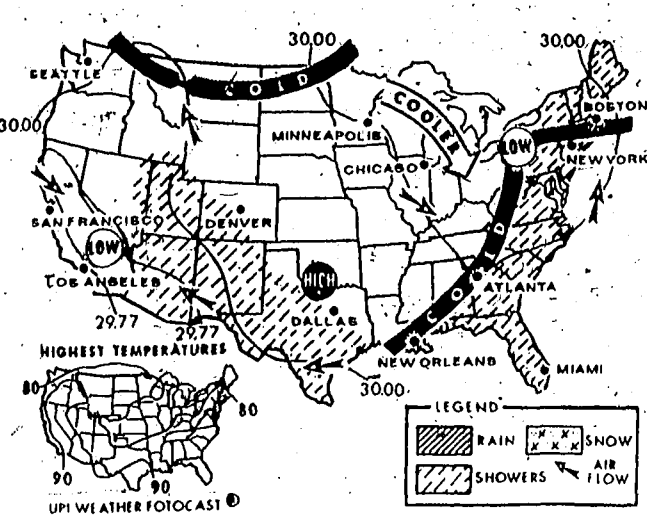 30.00
30.00
SEATTLE
COLD
COOLER
BOSTON
30.00
MINNEAPOLIS
LOW
NEW YORK
CHICAGO
SAN FRANCISCO
DENVER
LOW
COLD
HIGH
LOS ANGELES
ATLANTA
DALLAS
29.77
29.77
NEW ORLEANS
MIAMI
30.00
HIGHEST TEMPERATURES
80
80
90
90
LEGEND
RAIN
SNOW
SHOWERS
AIR
FLOW
UPI WEATHER FOTOCAST